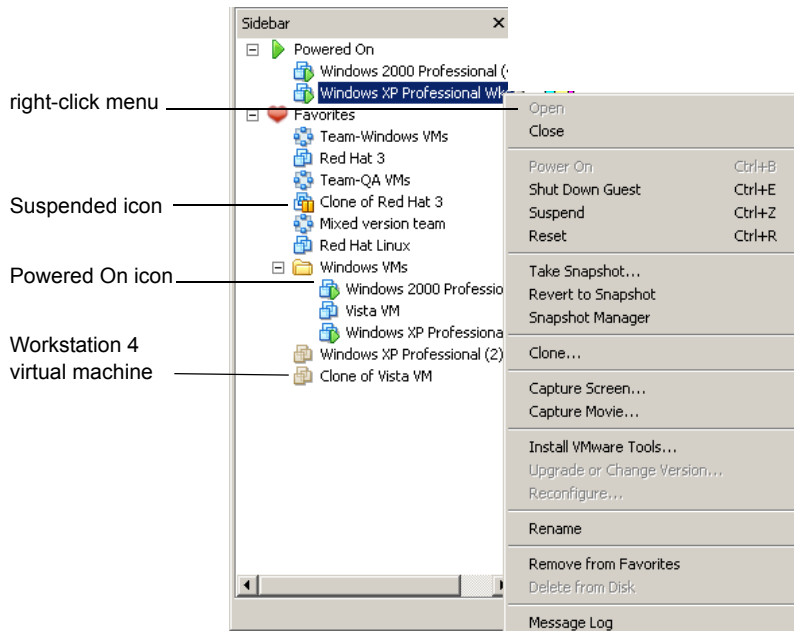 Sidebar
Powered On
Windows 2000 Professional (
Windows XP Professional Wk
Favorites
Team-Windows VMs
Red Hat 3
Team-QA VMs
Clone of Red Hat 3
Mixed version team
Red Hat Linux
Windows VMs
Windows 2000 Professio
Vista VM
Windows XP Professiona
Windows XP Professional (2)
Clone of Vista VM
right-click menu
Suspended icon
Powered On icon
Workstation 4
virtual machine
Open
Close
Power On Ctrl+B
Shut Down Guest Ctrl+E
Suspend Ctrl+Z
Reset Ctrl+R
Take Snapshot...
Revert to Snapshot
Snapshot Manager
Clone...
Capture Screen...
Capture Movie...
Install VMware Tools...
Upgrade or Change Version...
Reconfigure...
Rename
Remove from Favorites
Delete from Disk
Message Log